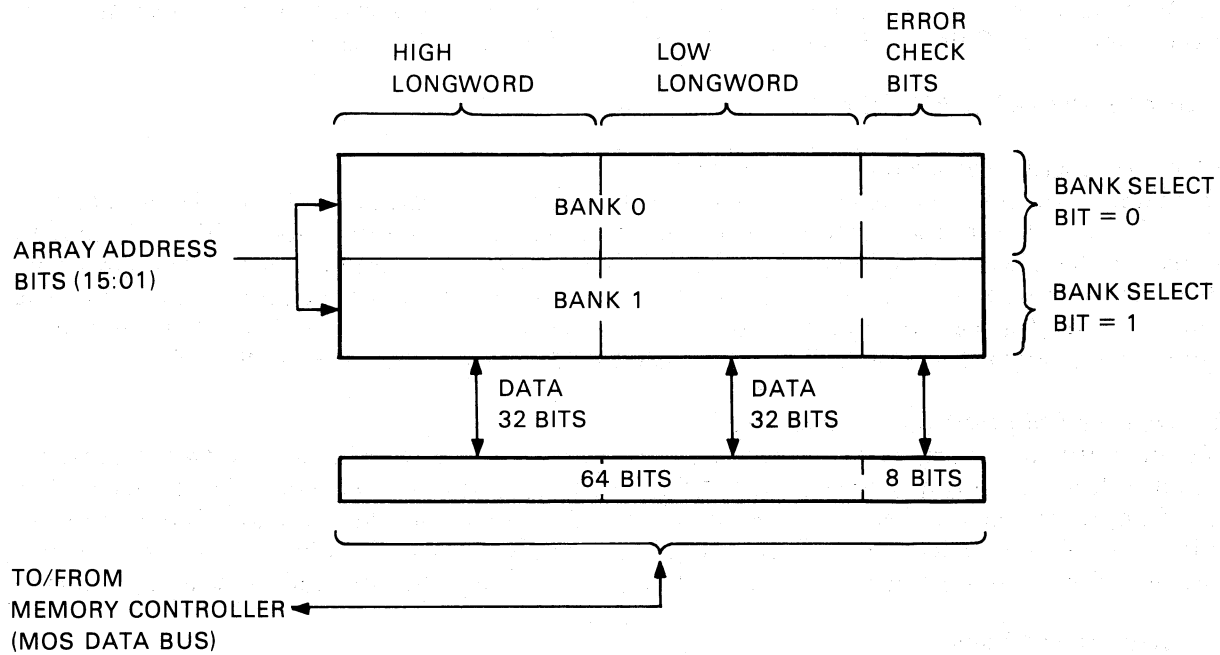 HIGH
LONGWORD
LOW
LONGWORD
ERROR
CHECK
BITS
BANK 0
BANK SELECT
BIT = 0
ARRAY ADDRESS
BITS (15:01)
BANK 1
BANK SELECT
BIT = 1
DATA
32 BITS
DATA
32 BITS
64 BITS
8 BITS
TO/FROM
MEMORY CONTROLLER
(MOS DATA BUS)